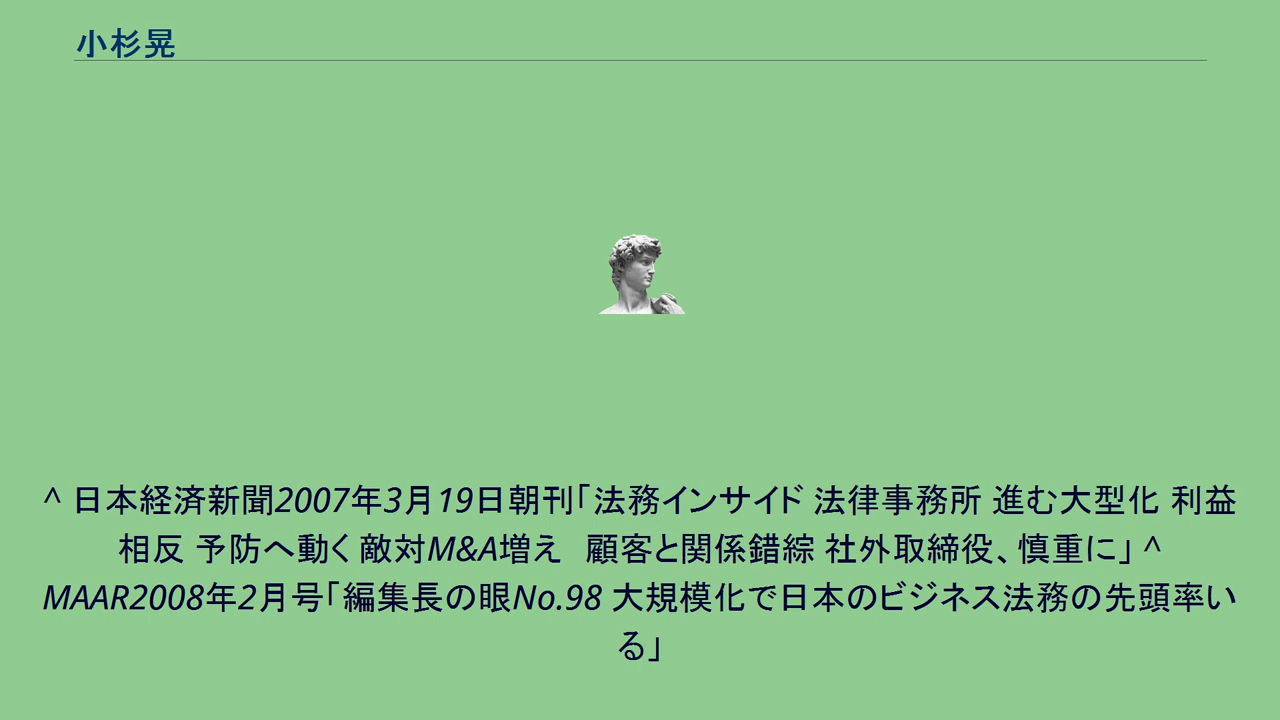 小杉晃
^ 日本経済新聞2007年3月19日朝刊「法務インサイド 法律事務所 進む大型化 利益
相反 予防へ動く 敵対M&A増え　顧客と関係錯綜 社外取締役、慎重に」 ^
MAAR2008年2月号「編集長の眼No.98 大規模化で日本のビジネス法務の先頭率い
る」